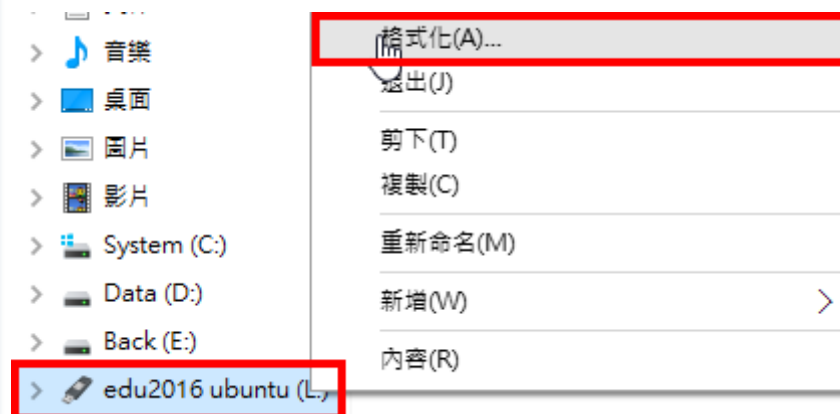 音樂
桌面
圖片
影片
System (C:)
Data (D:)
Back (E:)
edu2016 ubuntu (L:)
格式化(A)...
退出(J)
剪下(T)
複製(C)
重新命名(M)
新增(W)
內容(R)